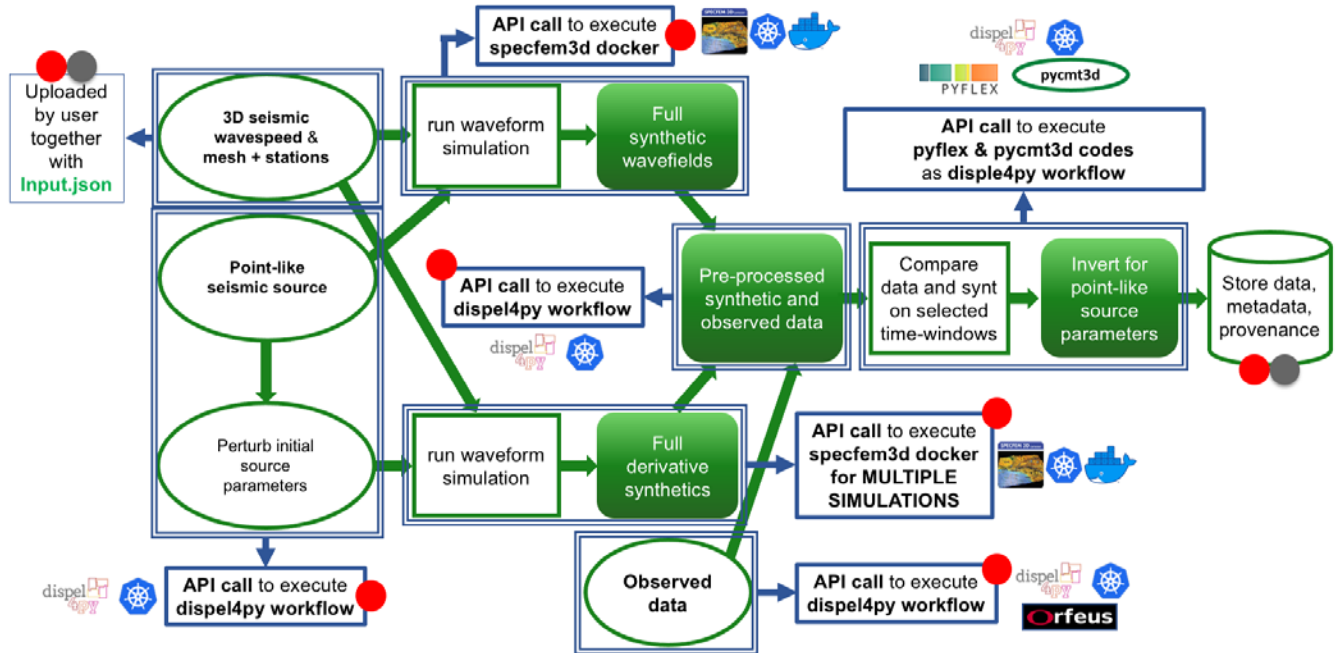 API call to execute
specfem3d docker
SPECFEM 3D
dispel
4PY
PYFLEX
pycmt3d
Uploaded
by user
together
with
Input.json
3D seismic
wavespeed &
mesh + stations
run waveform
simulation
Full
synthetic
wavefields
API call to execute
pyflex & pycmt3d codes
as disple4py workflow
Point-like
seismic source
API call to execute
dispel4py workflow
dispel
4PY
Pre-processed
synthetic and
observed data
Compare
data and synt
on selected
time-windows
Invert for
point-like
source
parameters
Store data,
metadata,
provenance
Perturb initial
source
parameters
run waveform
simulation
Full
derivative
synthetics
API call to execute
specfem3d docker
for MULTIPLE
SIMULATIONS
SPECFEM 3D
dispel
4PY
API call to execute
dispel4py workflow
Observed
data
API call to execute
dispel4py workflow
dispel
4PY
Orfeus